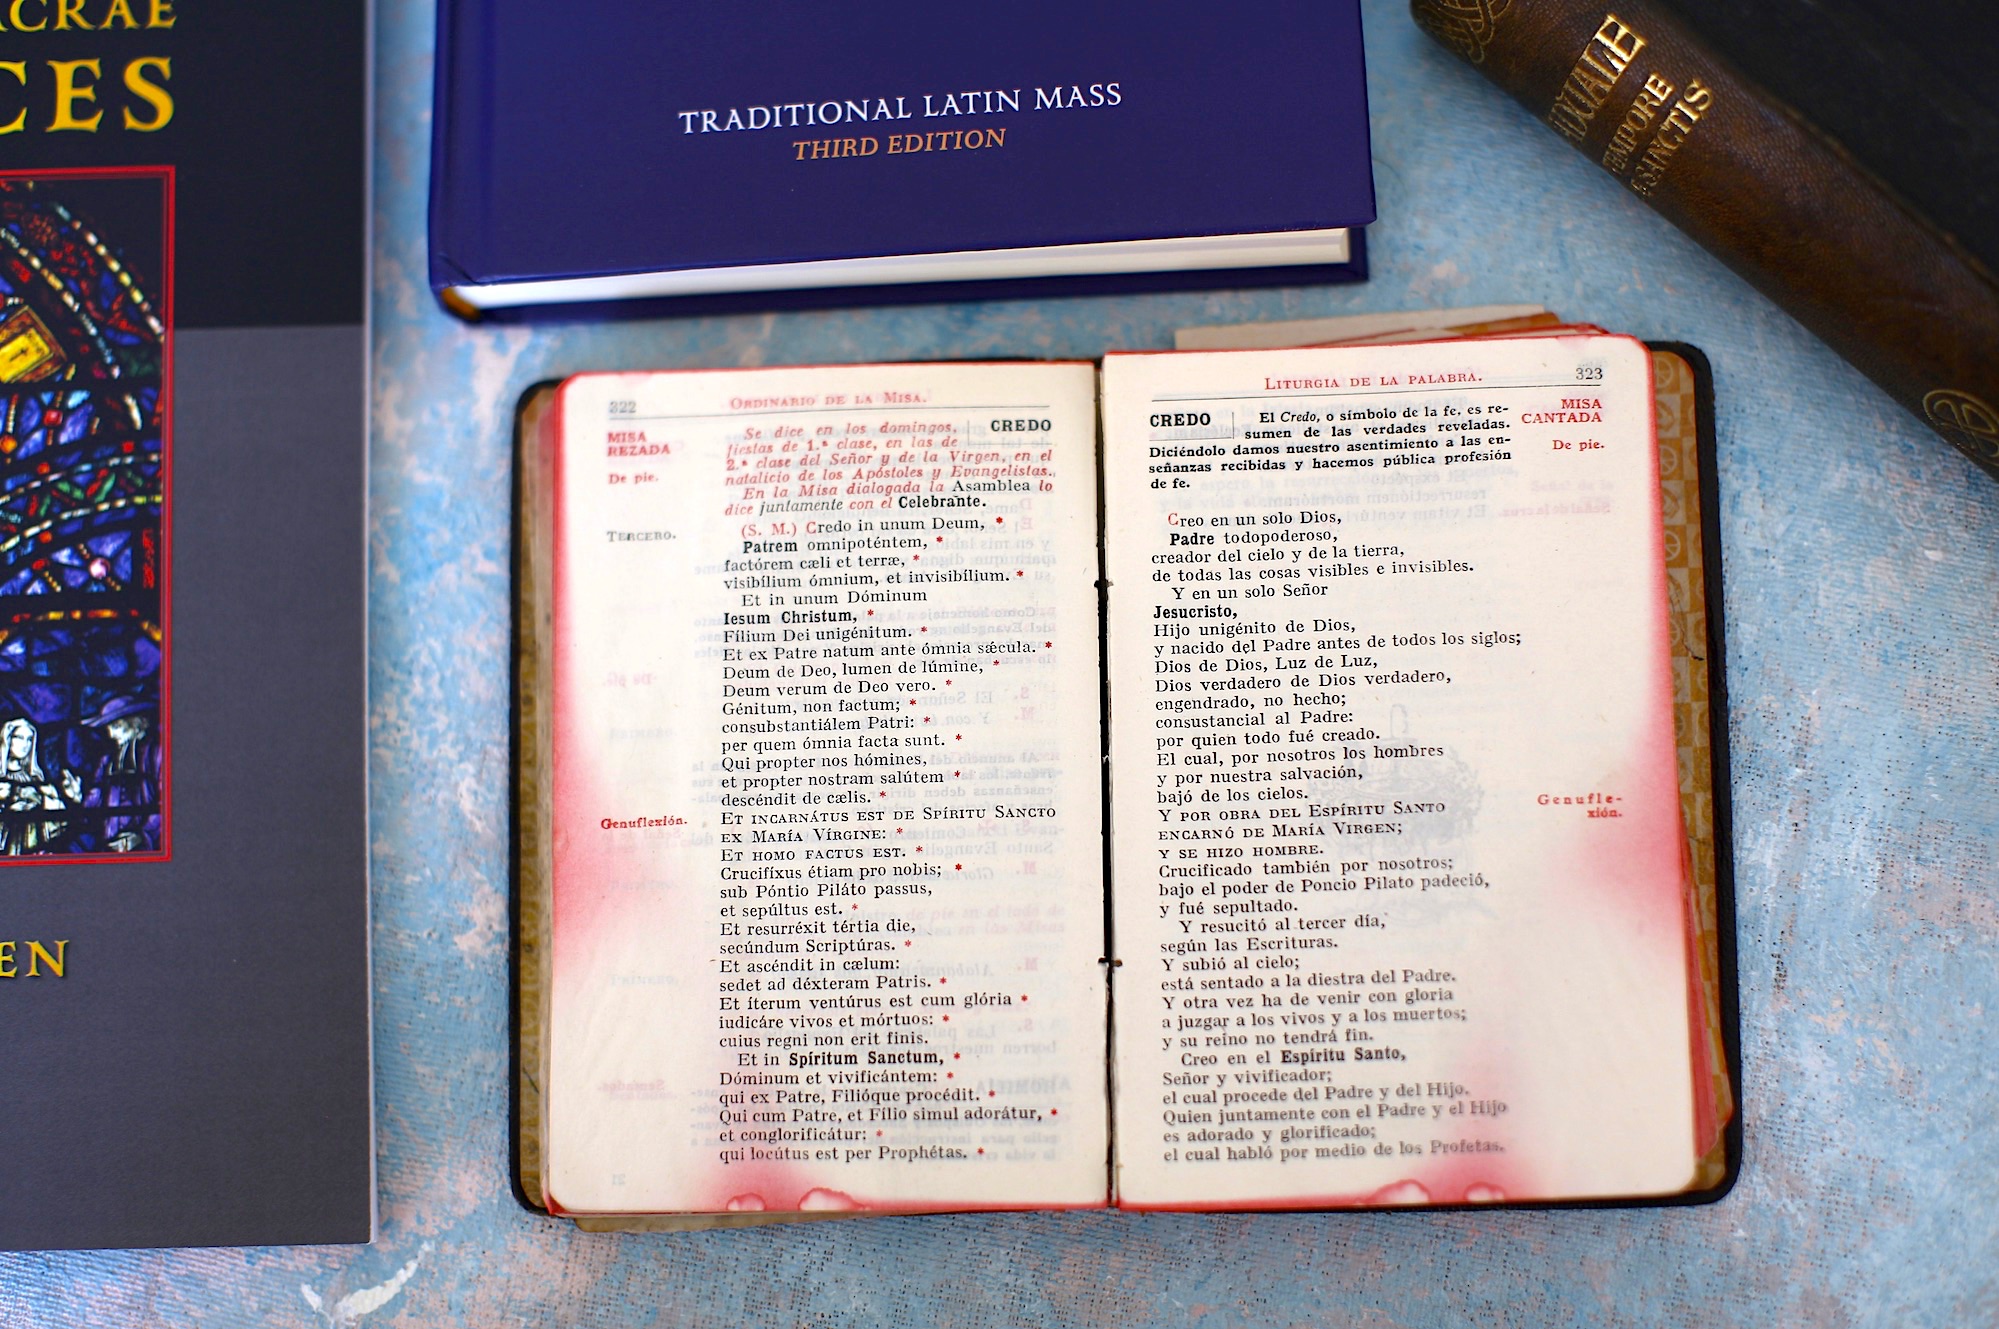 ACRAE
CES
EN
TRADITIONAL LATIN MASS
THIRD EDITION
TEMPORE
SANCTIS
322
ORDINARIO DE LA MISA.
MISA
REZADA
De pie.
CREDO
Se dice en los domingos,
fiestas de 1.ª clase, en las de
2.ª clase del Señor y de la Virgen, en el
natalicio de los Apóstoles y Evangelistas.
En la Misa dialogada la Asamblea lo
dice juntamente con el Celebrante.
TERCERO.
(S. M.) Credo in unum Deum, *
Patrem omnipoténtem, *
factórem cæli et terræ, *
visibílium ómnium, et invisibílium. *
Et in unum Dóminum
Iesum Christum, *
Fílium Dei unigénitum. *
Et ex Patre natum ante ómnia sǽcula. *
Deum de Deo, lumen de lúmine, *
Deum verum de Deo vero. *
Génitum, non factum; *
consubstantiálem Patri: *
per quem ómnia facta sunt. *
Qui propter nos hómines,
et propter nostram salútem *
descéndit de cælis. *
Genuflexión.
ET INCARNÁTUS EST DE SPÍRITU SANCTO
EX MARÍA VÍRGINE: *
ET HOMO FACTUS EST. *
Crucifíxus étiam pro nobis; *
sub Póntio Piláto passus,
et sepúltus est. *
Et resurréxit tértia die,
secúndum Scriptúras. *
Et ascéndit in cælum:
sedet ad déxteram Patris. *
Et íterum ventúrus est cum glória *
iudicáre vivos et mórtuos: *
cuius regni non erit finis.
Et in Spíritum Sanctum, *
Dóminum et vivificántem: *
qui ex Patre, Filióque procédit. *
Qui cum Patre, et Fílio simul adorátur, *
et conglorificátur: *
qui locútus est per Prophétas. *
LITURGIA DE LA PALABRA.
323
CREDO
El Credo, o símbolo de la fe, es re-
sumen de las verdades reveladas.
Diciéndolo damos nuestro asentimiento a las en-
señanzas recibidas y hacemos pública profesión
de fe.
MISA
CANTADA
De pie.
Creo en un solo Dios,
Padre todopoderoso,
creador del cielo y de la tierra,
de todas las cosas visibles e invisibles.
Y en un solo Señor
Jesucristo,
Hijo unigénito de Dios,
y nacido del Padre antes de todos los siglos;
Dios de Dios, Luz de Luz,
Dios verdadero de Dios verdadero,
engendrado, no hecho;
consustancial al Padre:
por quien todo fué creado.
El cual, por nosotros los hombres
y por nuestra salvación,
bajó de los cielos.
Y POR OBRA DEL ESPÍRITU SANTO
ENCARNÓ DE MARÍA VIRGEN;
Y SE HIZO HOMBRE.
Genufle-
xión.
Crucificado también por nosotros;
bajo el poder de Poncio Pilato padeció,
y fué sepultado.
Y resucitó al tercer día,
según las Escrituras.
Y subió al cielo;
está sentado a la diestra del Padre.
Y otra vez ha de venir con gloria
a juzgar a los vivos y a los muertos;
y su reino no tendrá fin.
Creo en el Espíritu Santo,
Señor y vivificador;
el cual procede del Padre y del Hijo.
Quien juntamente con el Padre y el Hijo
es adorado y glorificado;
el cual habló por medio de los Profetas.